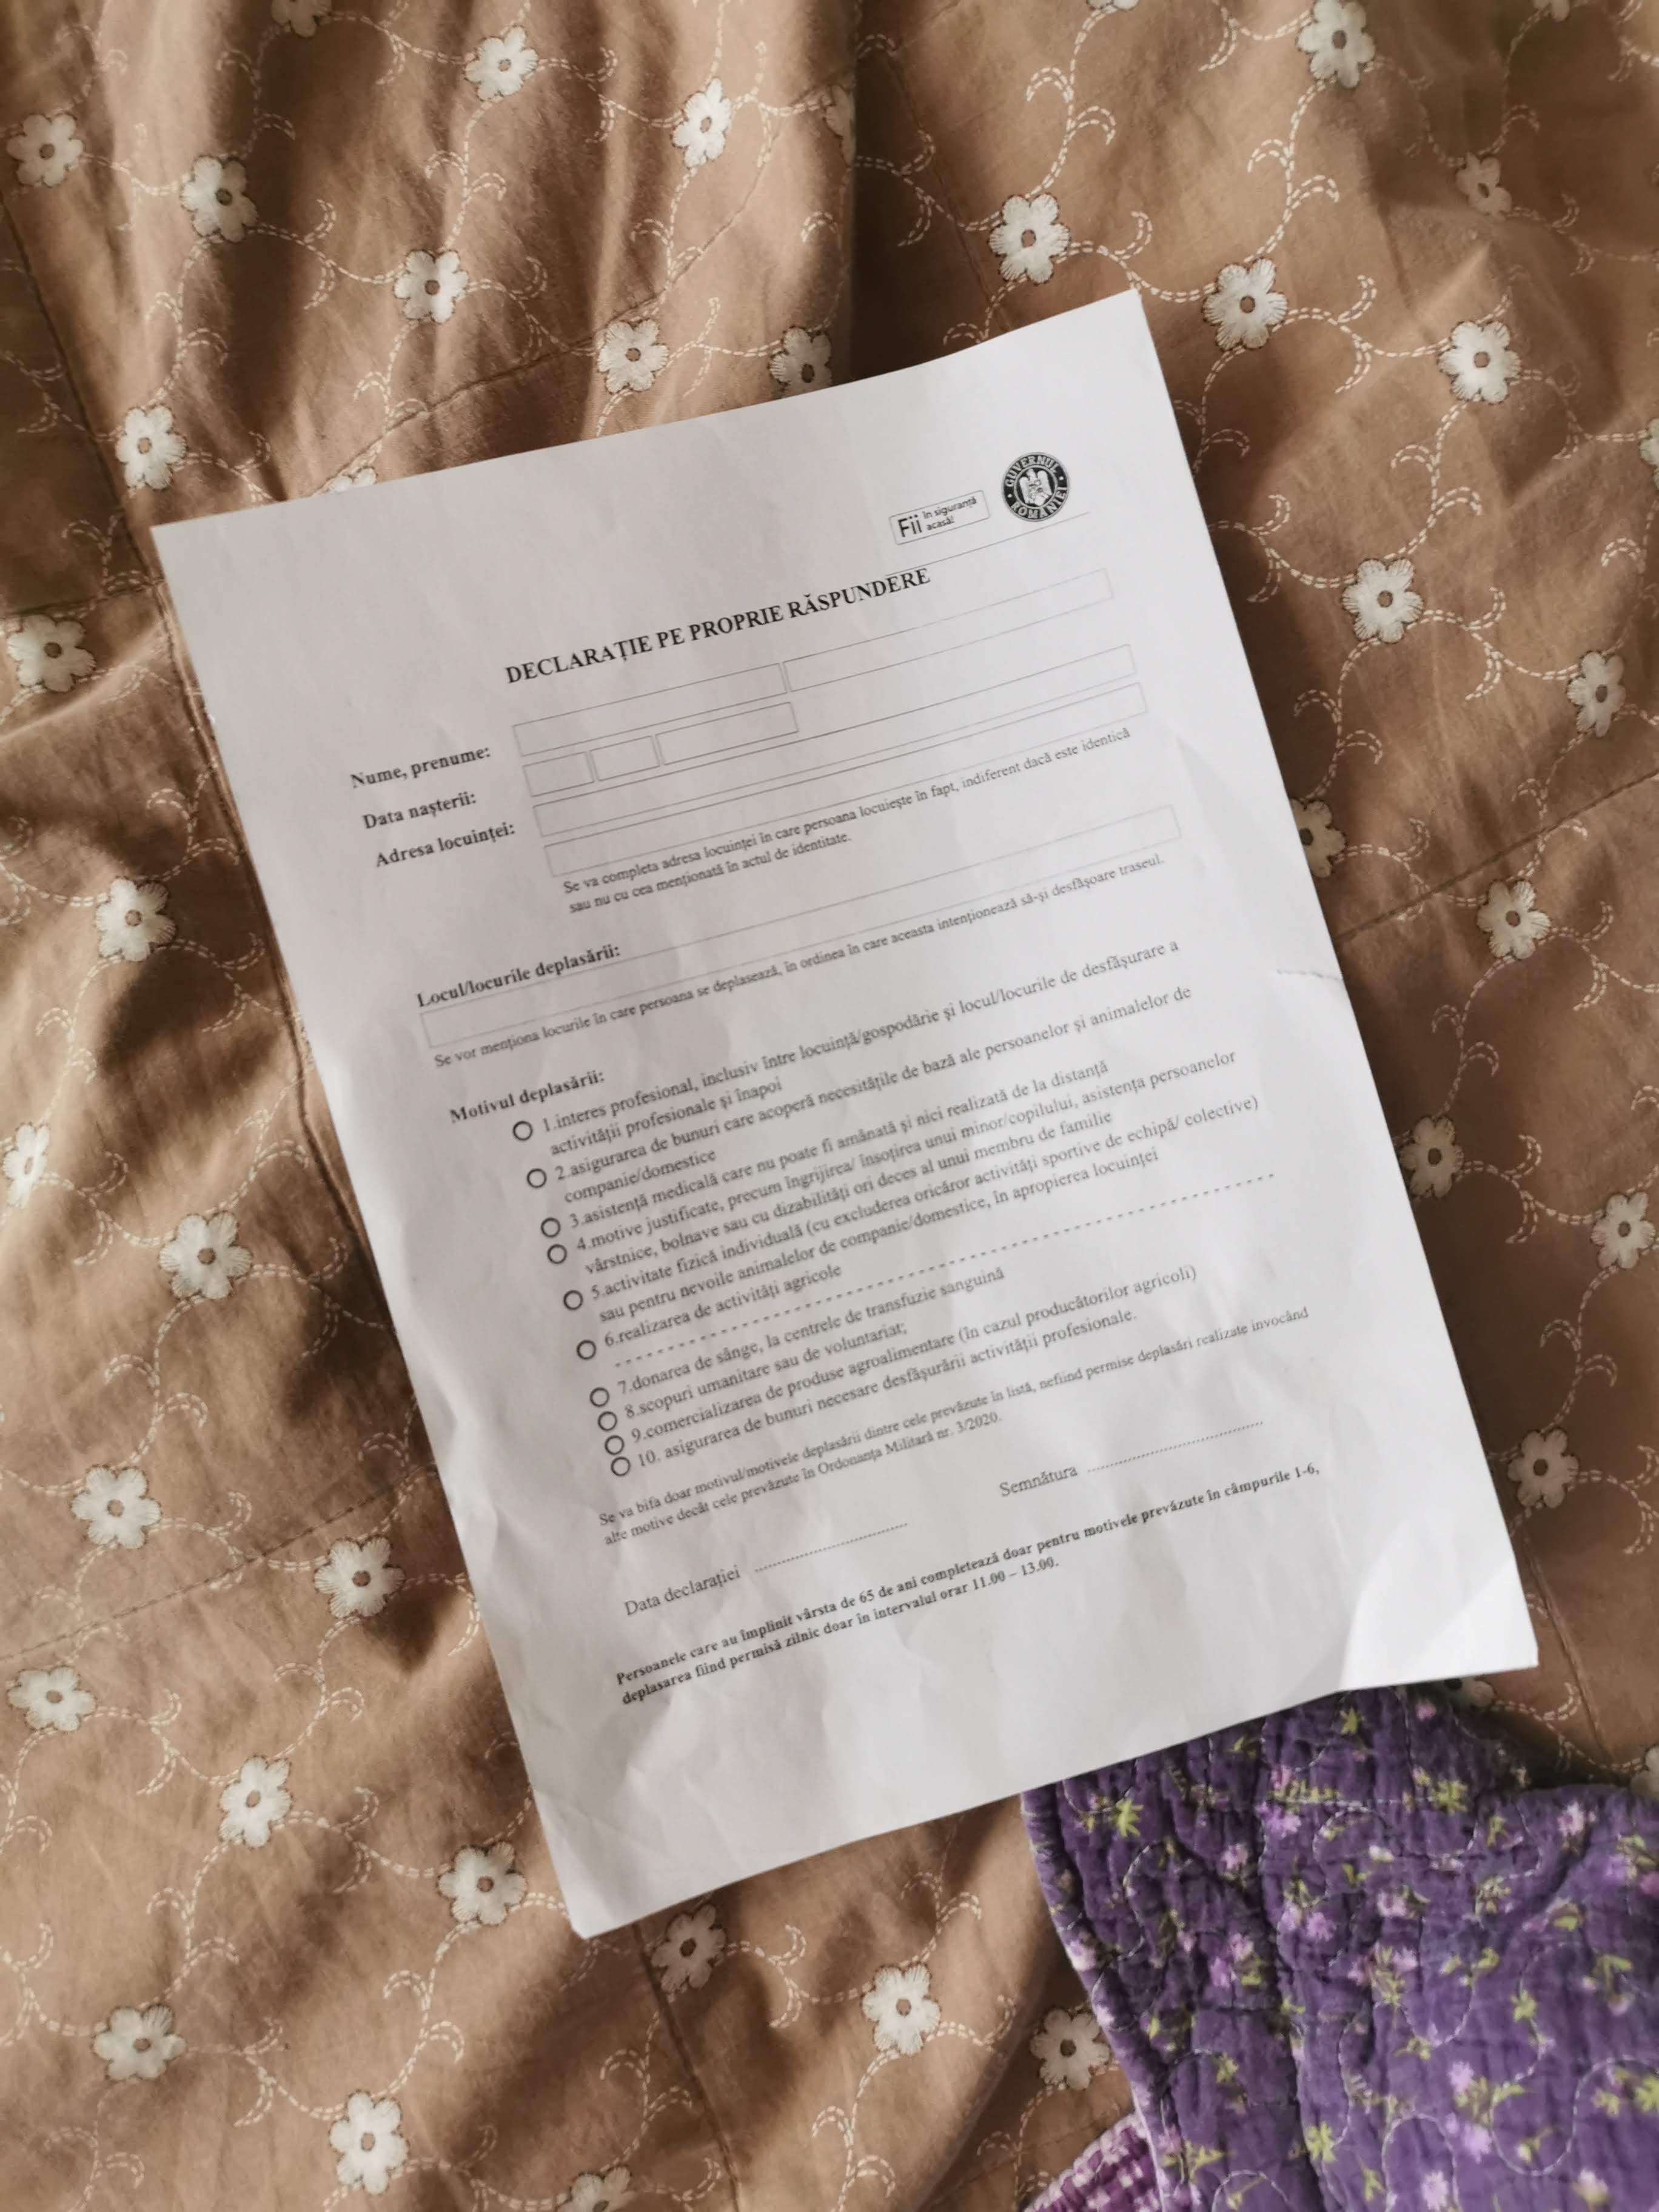 Fii în siguranță
acasă!
GUVERNUL ROMÂNIEI
DECLARAȚIE PE PROPRIE RĂSPUNDERE
Nume, prenume:
Data nașterii:
Adresa locuinței:
Se va completa adresa locuinței în care persoana locuiește în fapt, indiferent dacă este identică
sau nu cu cea menționată în actul de identitate.
Locul/locurile deplasării:
Se vor menționa locurile în care persoana se deplasează, în ordinea în care aceasta intenționează să-și desfășoare traseul.
Motivul deplasării:
1.interes profesional, inclusiv între locuință/gospodărie și locul/locurile de desfășurare a
activității profesionale și înapoi
2.asigurarea de bunuri care acoperă necesitățile de bază ale persoanelor și animalelor de
companie/domestice
3.asistență medicală care nu poate fi amânată și nici realizată de la distanță
4.motive justificate, precum îngrijirea/ însoțirea unui minor/copilului, asistența persoanelor
vârstnice, bolnave sau cu dizabilități ori deces al unui membru de familie
5.activitate fizică individuală (cu excluderea oricăror activități sportive de echipă/ colective)
sau pentru nevoile animalelor de companie/domestice, în apropierea locuinței
6.realizarea de activități agricole
7.donarea de sânge, la centrele de transfuzie sanguină
8.scopuri umanitare sau de voluntariat;
9.comercializarea de produse agroalimentare (în cazul producătorilor agricoli)
10. asigurarea de bunuri necesare desfășurării activității profesionale.
Se va bifa doar motivul/motivele deplasării dintre cele prevăzute în listă, nefiind permise deplasări realizate invocând
alte motive decât cele prevăzute în Ordonanța Militară nr. 3/2020.
Data declarației ........................................ Semnătura ..............................................
Persoanele care au împlinit vârsta de 65 de ani completează doar pentru motivele prevăzute în câmpurile 1-6,
deplasarea fiind permisă zilnic doar în intervalul orar 11.00 – 13.00.